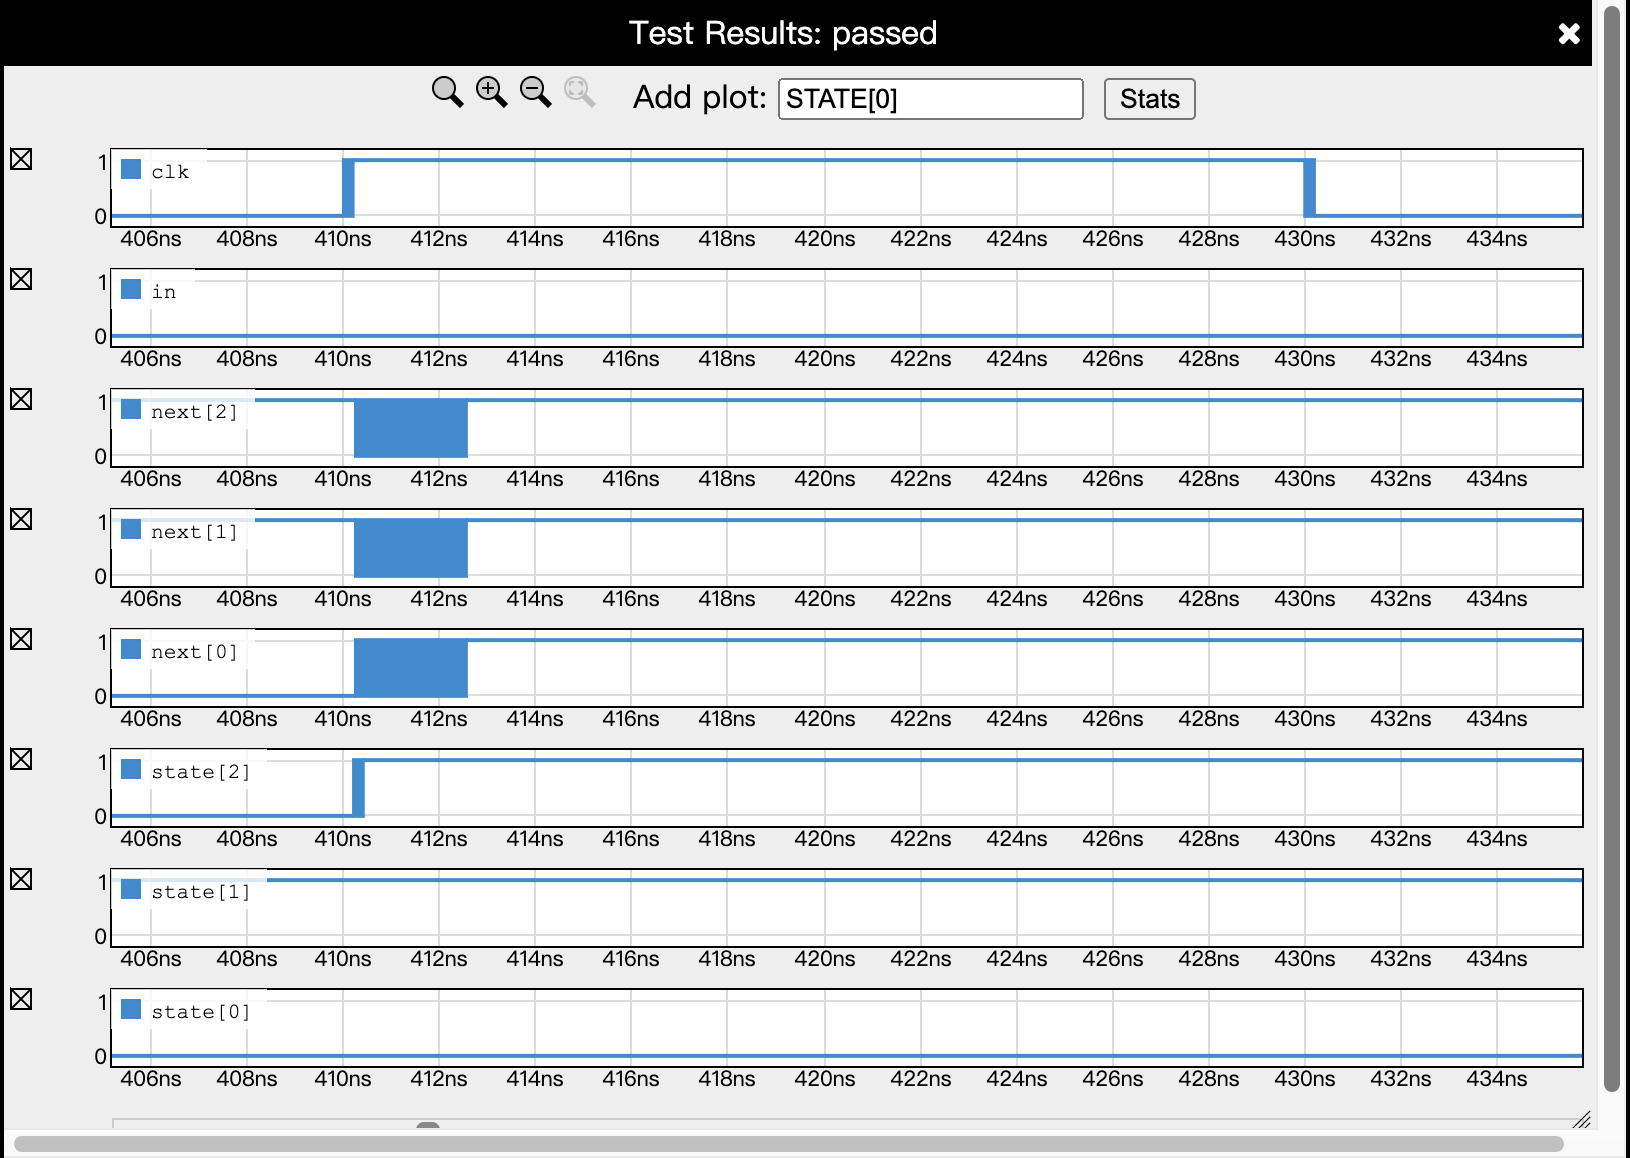 Test Results: passed
Add plot: STATE[0] Stats
1 clk
0
406ns 408ns 410ns 412ns 414ns 416ns 418ns 420ns 422ns 424ns 426ns 428ns 430ns 432ns 434ns
1 in
0
406ns 408ns 410ns 412ns 414ns 416ns 418ns 420ns 422ns 424ns 426ns 428ns 430ns 432ns 434ns
1 next[2]
0
406ns 408ns 410ns 412ns 414ns 416ns 418ns 420ns 422ns 424ns 426ns 428ns 430ns 432ns 434ns
1 next[1]
0
406ns 408ns 410ns 412ns 414ns 416ns 418ns 420ns 422ns 424ns 426ns 428ns 430ns 432ns 434ns
1 next[0]
0
406ns 408ns 410ns 412ns 414ns 416ns 418ns 420ns 422ns 424ns 426ns 428ns 430ns 432ns 434ns
1 state[2]
0
406ns 408ns 410ns 412ns 414ns 416ns 418ns 420ns 422ns 424ns 426ns 428ns 430ns 432ns 434ns
1 state[1]
0
406ns 408ns 410ns 412ns 414ns 416ns 418ns 420ns 422ns 424ns 426ns 428ns 430ns 432ns 434ns
1 state[0]
0
406ns 408ns 410ns 412ns 414ns 416ns 418ns 420ns 422ns 424ns 426ns 428ns 430ns 432ns 434ns